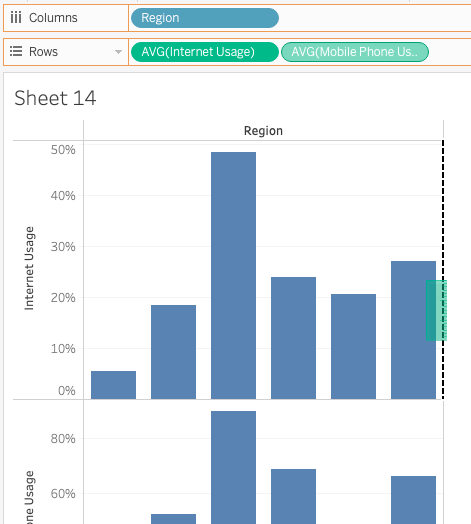 Columns
Region
Rows
AVG(Internet Usage)
AVG(Mobile Phone Us..
Sheet 14
Region
Internet Usage
50%
40%
30%
20%
10%
0%
Usage
80%
60%